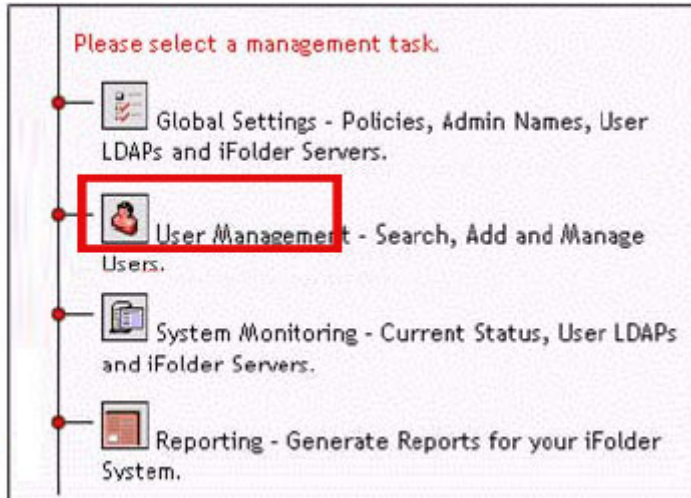 Please select a management task.
Global Settings - Policies, Admin Names, User
LDAPs and iFolder Servers.
User Management - Search, Add and Manage
Users.
System Monitoring - Current Status, User LDAPs
and iFolder Servers.
Reporting - Generate Reports for your iFolder
System.